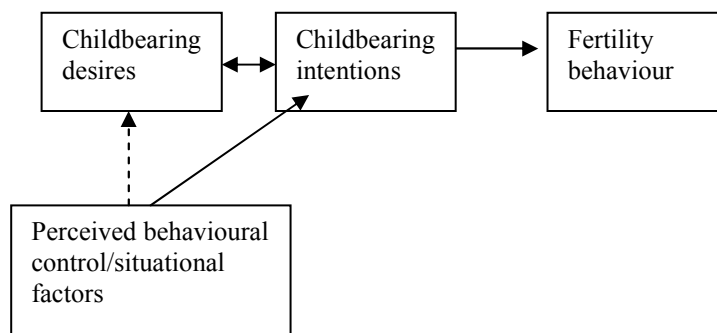 Childbearing
desires
Childbearing
intentions
Fertility
behaviour
Perceived behavioural
control/situational
factors